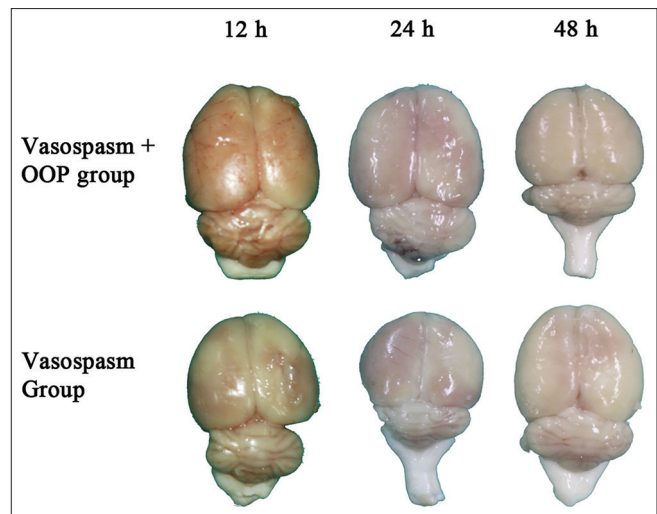 12 h 24 h 48 h
Vasospasm +
OOP group
Vasospasm
Group